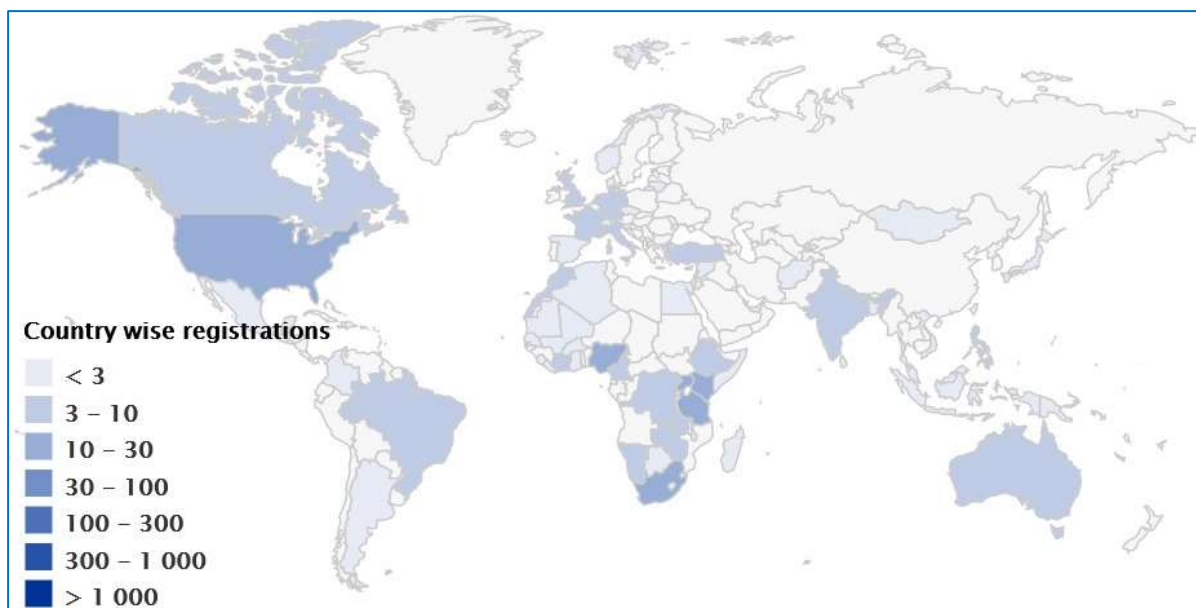 Country wise registrations
< 3
3 – 10
10 – 30
30 – 100
100 – 300
300 – 1 000
> 1 000